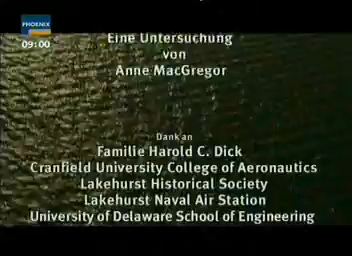 PHOENIX
09:00
Eine Untersuchung
von
Anne MacGregor
Dank an
Familie Harold C. Dick
Cranfield University College of Aeronautics
Lakehurst Historical Society
Lakehurst Naval Air Station
University of Delaware School of Engineering